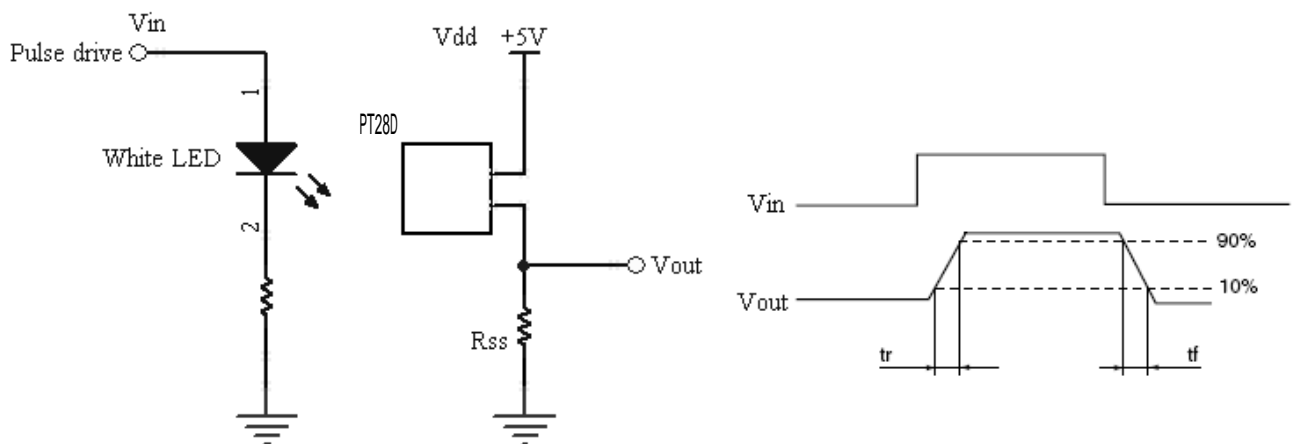 Vin
Pulse drive
1
White LED
2
Vdd +5V
PT28D
Vout
Rss
Vin
Vout
90%
10%
tr
tf